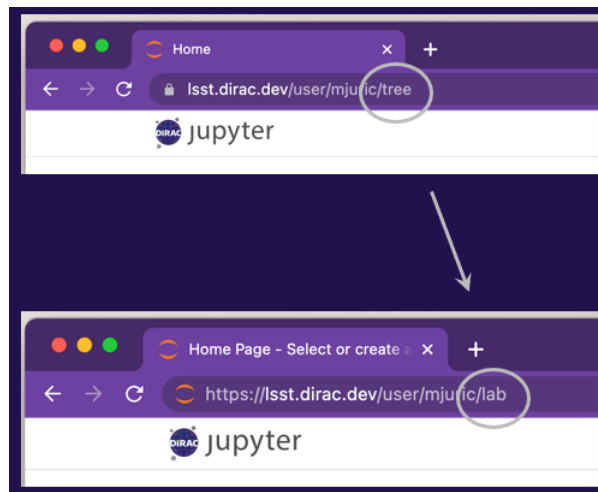 Home
lsst.dirac.dev/user/mjuric/tree
DIRAC jupyter
Home Page - Select or create a
https://lsst.dirac.dev/user/mjuric/lab
DIRAC jupyter